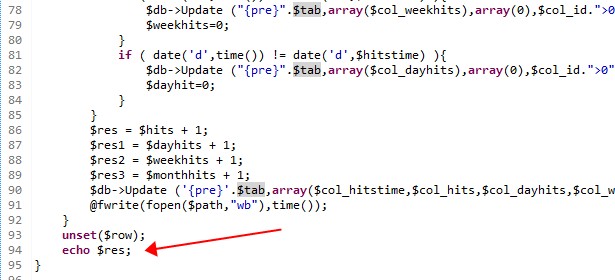 78 $db->Update ("{pre}".$tab,array($col_weekhits),array(0),$col_id.">0"
79 $weekhits=0;
80 }
81 if ( date('d',time()) != date('d',$hitstime) ){
82 $db->Update ("{pre}".$tab,array($col_dayhits),array(0),$col_id.">0"
83 $dayhit=0;
84 }
85 }
86 $res = $hits + 1;
87 $res1 = $dayhits + 1;
88 $res2 = $weekhits + 1;
89 $res3 = $monthhits + 1;
90 $db->Update ('{pre}'.$tab,array($col_hitstime,$col_hits,$col_dayhits,$col_w
91 @fwrite(fopen($path,"wb"),time());
92 }
93 unset($row);
94 echo $res;
95 }
96